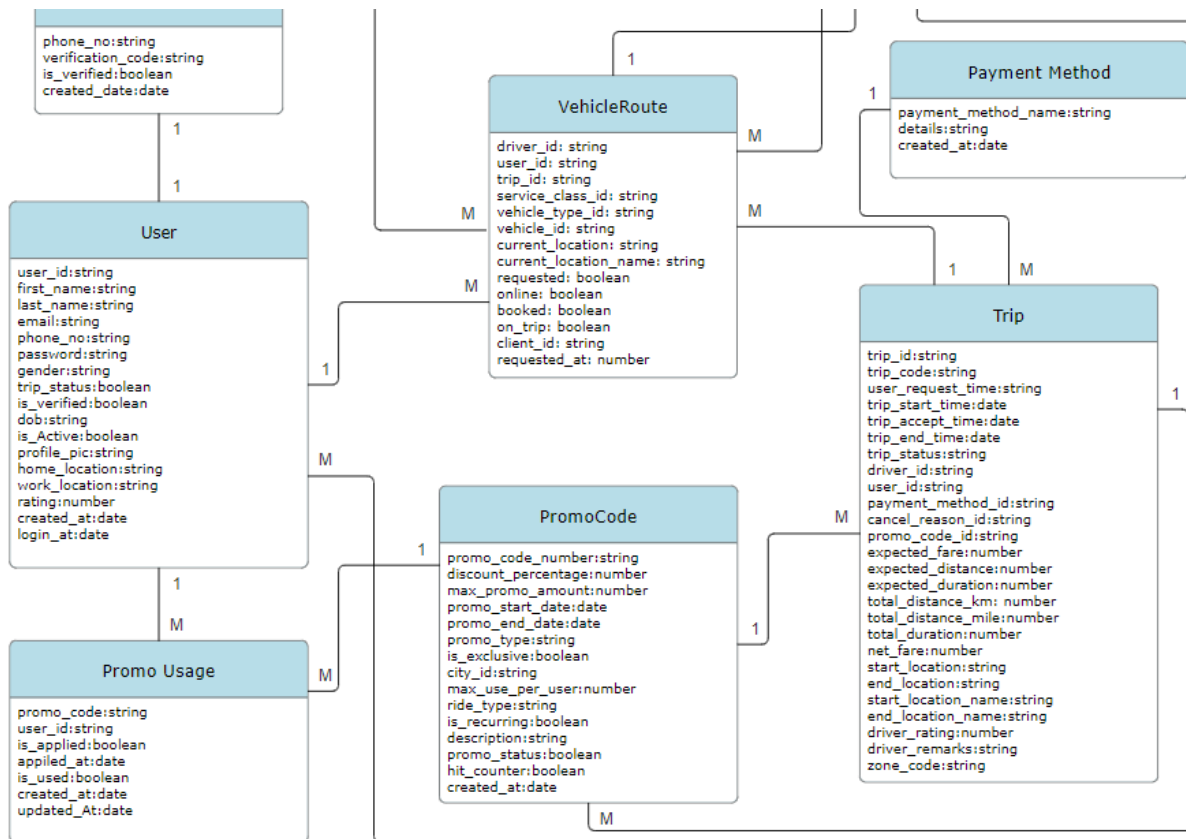 phone_no:string
verification_code:string
is_verified:boolean
created_date:date
1
1
User
user_id:string
first_name:string
last_name:string
email:string
phone_no:string
password:string
gender:string
trip_status:boolean
is_verified:boolean
dob:string
is_Active:boolean
profile_pic:string
home_location:string
work_location:string
rating:number
created_at:date
login_at:date
1
M
1
M
Promo Usage
promo_code:string
user_id:string
is_applied:boolean
appiled_at:date
is_used:boolean
created_at:date
updated_At:date
M
1
M
M
VehicleRoute
driver_id: string
user_id: string
trip_id: string
service_class_id: string
vehicle_type_id: string
vehicle_id: string
current_location: string
current_location_name: string
requested: boolean
online: boolean
booked: boolean
on_trip: boolean
client_id: string
requested_at: number
1
M
M
PromoCode
promo_code_number:string
discount_percentage:number
max_promo_amount:number
promo_start_date:date
promo_end_date:date
promo_type:string
is_exclusive:boolean
city_id:string
max_use_per_user:number
ride_type:string
is_recurring:boolean
description:string
promo_status:boolean
hit_counter:boolean
created_at:date
M
1
M
Payment Method
payment_method_name:string
details:string
created_at:date
1
1
M
Trip
trip_id:string
trip_code:string
user_request_time:string
trip_start_time:date
trip_accept_time:date
trip_end_time:date
trip_status:string
driver_id:string
user_id:string
payment_method_id:string
cancel_reason_id:string
promo_code_id:string
expected_fare:number
expected_distance:number
expected_duration:number
total_distance_km: number
total_distance_mile:number
total_duration:number
net_fare:number
start_location:string
end_location:string
start_location_name:string
end_location_name:string
driver_rating:number
driver_remarks:string
zone_code:string
1